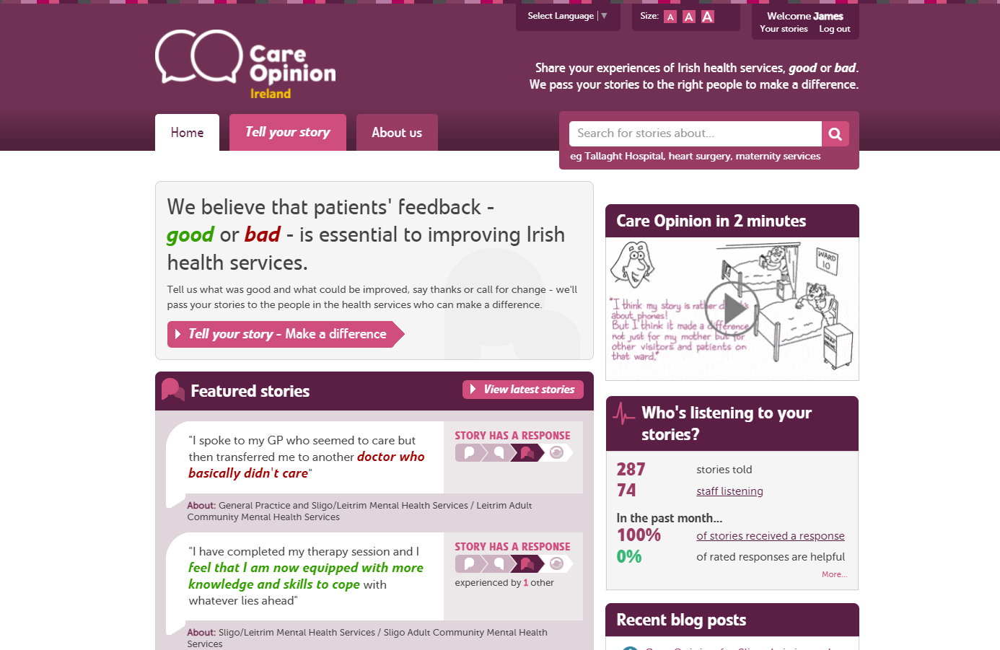 Select Language ▼
Size: A A A
Welcome James
Your stories Log out
Care
Opinion
Ireland
Share your experiences of Irish health services, good or bad.
We pass your stories to the right people to make a difference.
Home
Tell your story
About us
Search for stories about...
eg Tallaght Hospital, heart surgery, maternity services
We believe that patients' feedback -
good or bad - is essential to improving Irish
health services.
Tell us what was good and what could be improved, say thanks or call for change - we'll
pass your stories to the people in the health services who can make a difference.
Tell your story - Make a difference
Featured stories
View latest stories
"I spoke to my GP who seemed to care but
then transferred me to another doctor who
basically didn't care"
STORY HAS A RESPONSE
About: General Practice and Sligo/Leitrim Mental Health Services / Leitrim Adult
Community Mental Health Services
"I have completed my therapy session and I
feel that I am now equipped with more
knowledge and skills to cope with
whatever lies ahead"
STORY HAS A RESPONSE
experienced by 1 other
About: Sligo/Leitrim Mental Health Services / Sligo Adult Community Mental Health
Services
Care Opinion in 2 minutes
WARD
10
"I think my story is rather
about phones!
But I think it made a difference
not just for my mother but for
other visitors and patients on
that ward."
Who's listening to your
stories?
287 stories told
74 staff listening
In the past month...
100% of stories received a response
0% of rated responses are helpful
More...
Recent blog posts